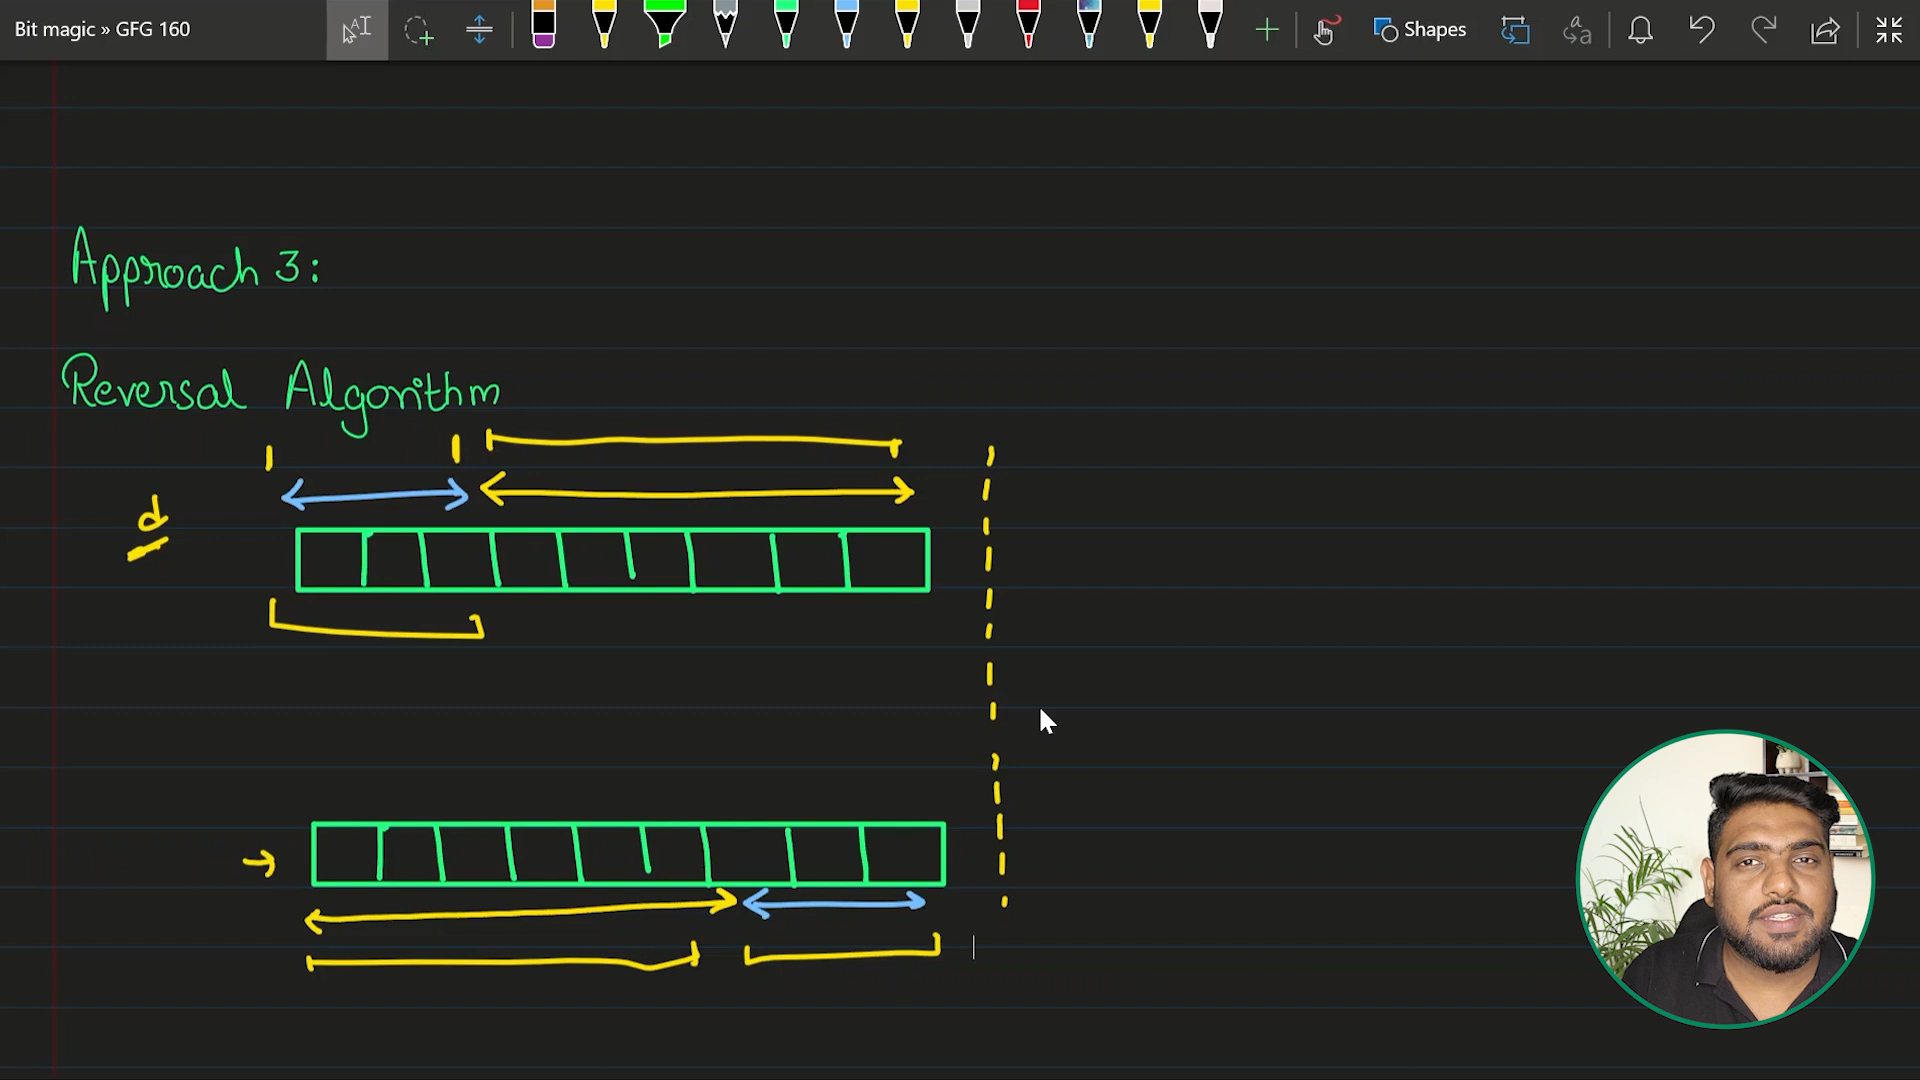 Bit magic » GFG 160
Shapes
Approach 3:
Reversal Algorithm
d